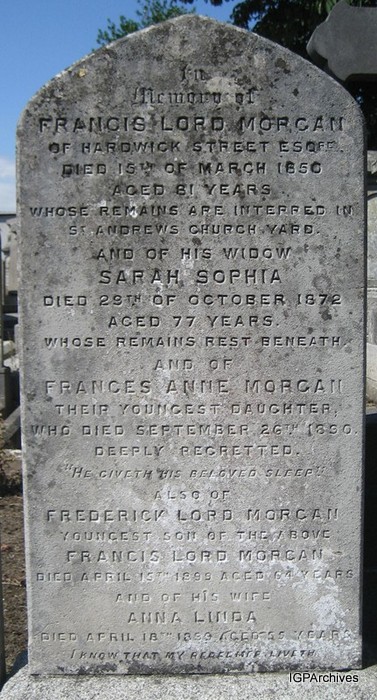 In
Memory of
FRANCIS LORD MORGAN
OF HARDWICK STREET ESQRE.
DIED 15TH OF MARCH 1850
AGED 81 YEARS
WHOSE REMAINS ARE INTERRED IN
ST ANDREWS CHURCH YARD.
AND OF HIS WIDOW
SARAH SOPHIA
DIED 29TH OF OCTOBER 1872
AGED 77 YEARS.
WHOSE REMAINS REST BENEATH.
AND OF
FRANCES ANNE MORGAN
THEIR YOUNGEST DAUGHTER,
WHO DIED SEPTEMBER 26TH 1890.
DEEPLY REGRETTED.
"HE GIVETH HIS BELOVED SLEEP."
ALSO OF
FREDERICK LORD MORGAN
YOUNGEST SON OF THE ABOVE
FRANCIS LORD MORGAN
DIED APRIL 15TH 1899 AGED 64 YEARS
AND OF HIS WIFE
ANNA LINDA
DIED APRIL 18TH AGED YEARS
I KNOW THAT MY REDEEMER LIVETH
IGPArchives